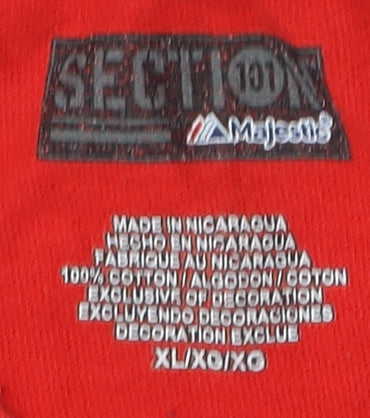 SECTION 101
Majestic
MADE IN NICARAGUA
HECHO EN NICARAGUA
FABRIQUE AU NICARAGUA
100% COTTON / ALGODON / COTON
EXCLUSIVE OF DECORATION
EXCLUYENDO DECORACIONES
DECORATION EXCLUE
XL/XG/XG